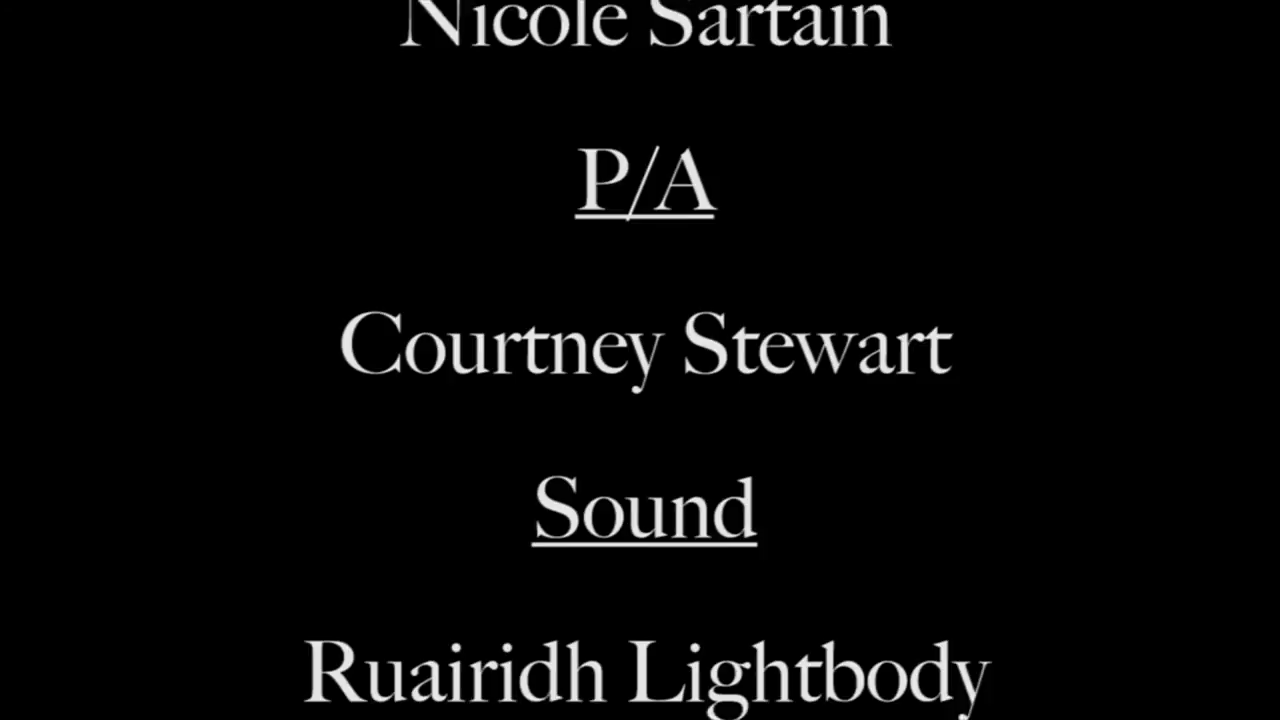 Nicole Sartain
P/A
Courtney Stewart
Sound
Ruairidh Lightbody